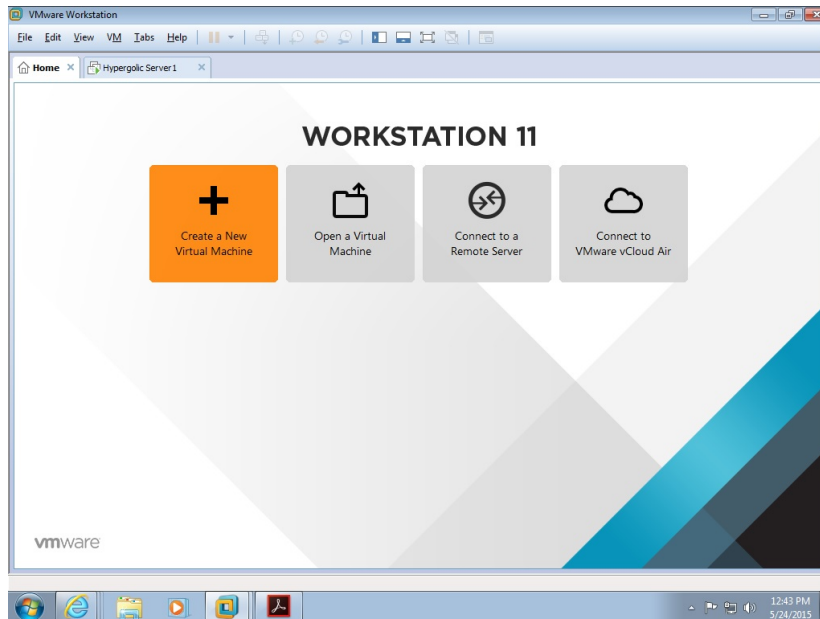 VMware Workstation
File Edit View VM Tabs Help
Home Hypergolic Server1
WORKSTATION 11
Create a New
Virtual Machine
Open a Virtual
Machine
Connect to a
Remote Server
Connect to
VMware vCloud Air
vmware
12:43 PM
5/24/2015